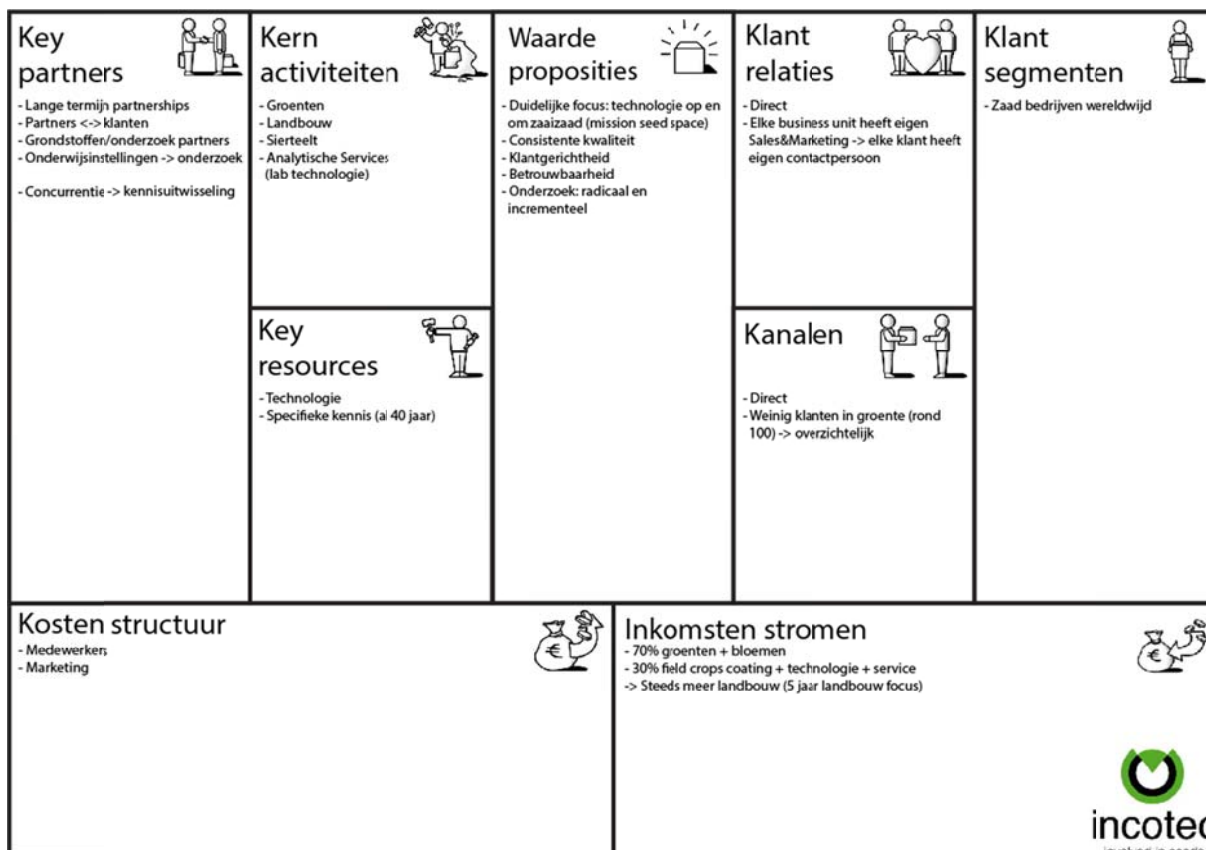 Key
partners
- Lange termijn partnerships
- Partners <-> klanten
- Grondstoffen/onderzoek partners
- Onderwijsinstellingen -> onderzoek
- Concurrentie -> kennisuitwisseling
Kern
activiteiten
- Groenten
- Landbouw
- Sierteelt
- Analytische Services
(lab technologie)
Key
resources
- Technologie
- Specifieke kennis (al 40 jaar)
Waarde
proposities
- Duidelijke focus: technologie op en
om zaaizaad (mission seed space)
- Consistente kwaliteit
- Klantgerichtheid
- Betrouwbaarheid
- Onderzoek: radicaal en
incrementeel
Klant
relaties
- Direct
- Elke business unit heeft eigen
Sales&Marketing -> elke klant heeft
eigen contactpersoon
Kanalen
- Direct
- Weinig klanten in groente (rond
100) -> overzichtelijk
Klant
segmenten
- Zaad bedrijven wereldwijd
Kosten structuur
- Medewerkers
- Marketing
€
Inkomsten stromen
- 70% groenten + bloemen
- 30% field crops coating + technologie + service
-> Steeds meer landbouw (5 jaar landbouw focus)
€
incotec